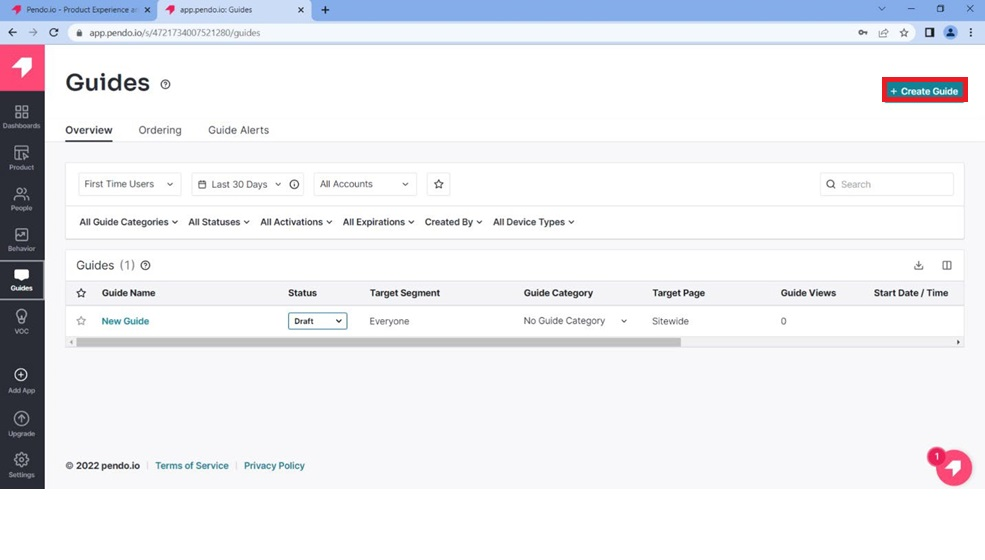 Pendo.io - Product Experience an
app.pendo.io: Guides
app.pendo.io/s/4721734007521280/guides
Guides
+ Create Guide
Overview
Ordering
Guide Alerts
First Time Users
Last 30 Days
All Accounts
Search
All Guide Categories
All Statuses
All Activations
All Expirations
Created By
All Device Types
Guides (1)
Guide Name
Status
Target Segment
Guide Category
Target Page
Guide Views
Start Date / Time
New Guide
Draft
Everyone
No Guide Category
Sitewide
0
Dashboards
Product
People
Behavior
Guides
VOC
Add App
Upgrade
Settings
© 2022 pendo.io
Terms of Service
Privacy Policy
1